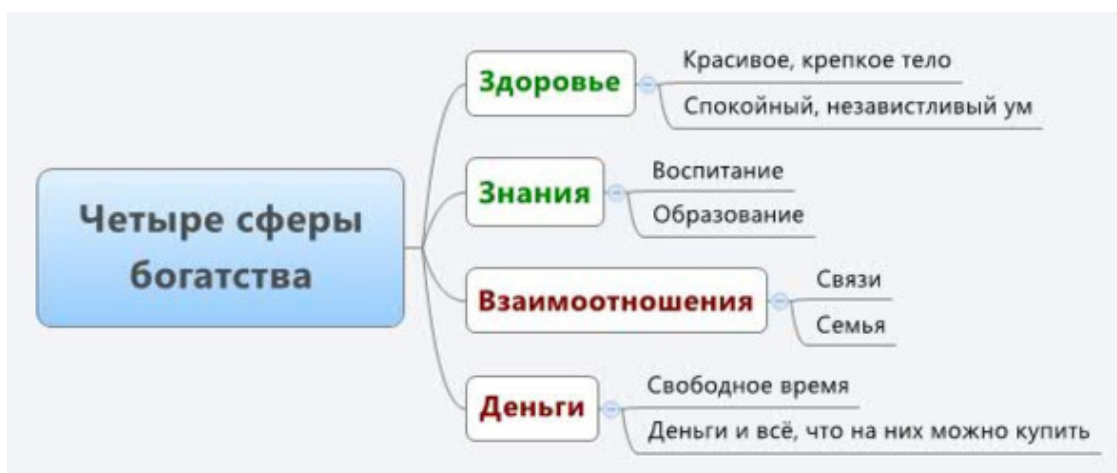 Четыре сферы
богатства
Здоровье
Красивое, крепкое тело
Спокойный, независтливый ум
Знания
Воспитание
Образование
Взаимоотношения
Связи
Семья
Деньги
Свободное время
Деньги и всё, что на них можно купить